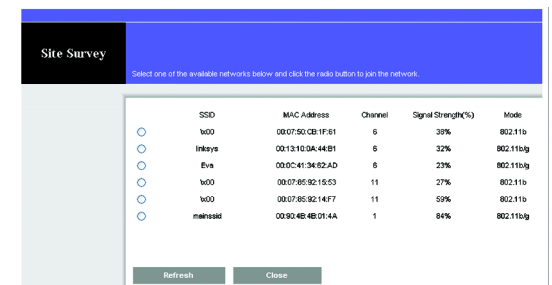 Site Survey
Select one of the available networks below and click the radio button to join the network.
SSID MAC Address Channel Signal Strength(%) Mode
\x00 00:07:50:CB:1F:61 6 38% 802.11b
linksys 00:13:10:0A:44:B1 6 32% 802.11b/g
Eva 00:0C:41:34:62:AD 6 23% 802.11b/g
\x00 00:07:85:92:15:53 11 27% 802.11b
\x00 00:07:85:92:14:F7 11 59% 802.11b
mainssid 00:90:4B:4B:01:4A 1 84% 802.11b/g
Refresh Close